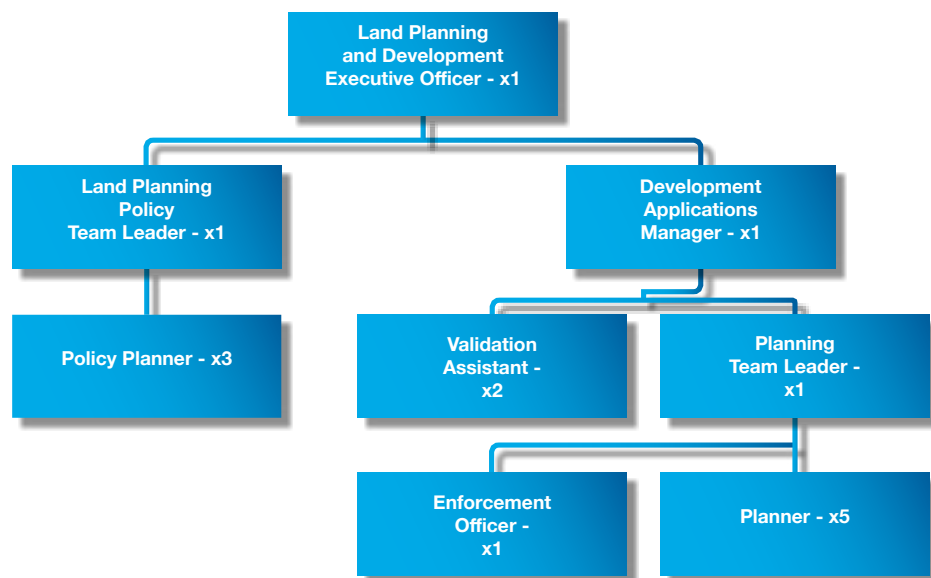 Land Planning
and Development
Executive Officer - x1
Land Planning
Policy
Team Leader - x1
Development
Applications
Manager - x1
Policy Planner - x3
Validation
Assistant -
x2
Planning
Team Leader -
x1
Enforcement
Officer -
x1
Planner - x5